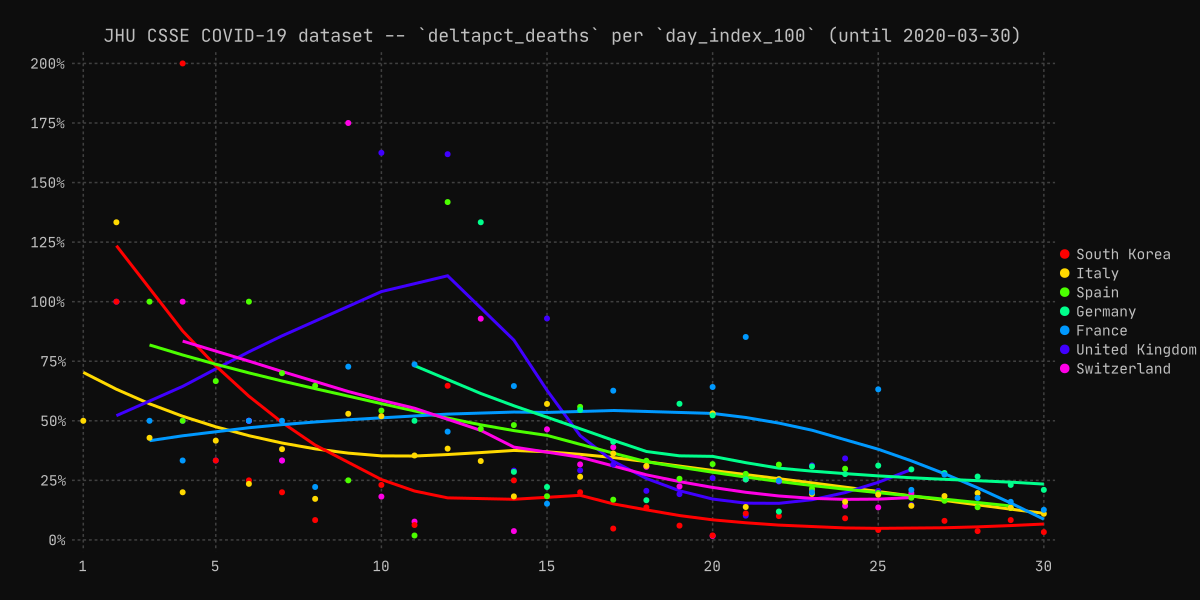 JHU CSSE COVID-19 dataset -- `deltapct_deaths` per `day_index_100` (until 2020-03-30)
200%
175%
150%
125%
100%
75%
50%
25%
0%
South Korea
Italy
Spain
Germany
France
United Kingdom
Switzerland
1 5 10 15 20 25 30